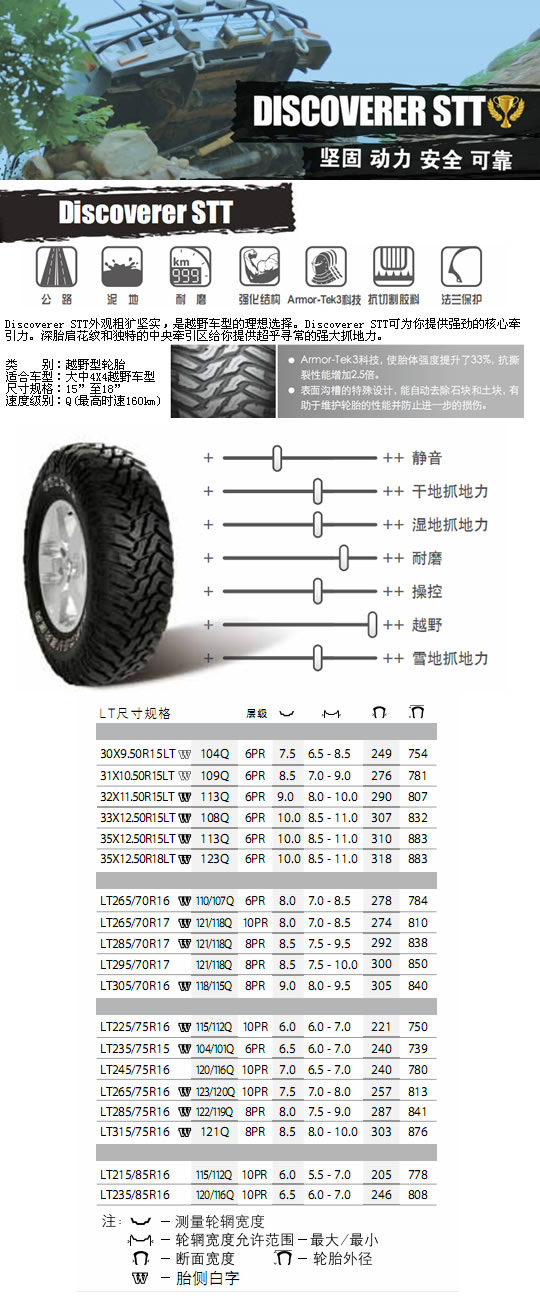 DISCOVERER STT
坚固 动力 安全 可靠
Discoverer STT
km
999
公路
泥地
耐磨
强化结构
Armor-Tek3科技
抗切割胶料
法兰保护
Discoverer STT外观粗犷坚实，是越野车型的理想选择。Discoverer STT可为你提供强劲的核心牵
引力。深胎肩花纹和独特的中央牵引区给你提供超乎寻常的强大抓地力。
类　　别：越野型轮胎
适合车型：大中4X4越野车型
尺寸规格：15”至18”
速度级别：Q(最高时速160km)
● Armor-Tek3科技，使胎体强度提升了33%，抗撕
裂性能增加2.5倍。
● 表面沟槽的特殊设计，能自动去除石块和土块，有
助于维护轮胎的性能并防止进一步的损伤。
+ ++ 静音
+ ++ 干地抓地力
+ ++ 湿地抓地力
+ ++ 耐磨
+ ++ 操控
+ ++ 越野
+ ++ 雪地抓地力
LT尺寸规格 层级
30X9.50R15LT W 104Q 6PR 7.5 6.5 - 8.5 249 754
31X10.50R15LT W 109Q 6PR 8.5 7.0 - 9.0 276 781
32X11.50R15LT W 113Q 6PR 9.0 8.0 - 10.0 290 807
33X12.50R15LT W 108Q 6PR 10.0 8.5 - 11.0 307 832
35X12.50R15LT W 113Q 6PR 10.0 8.5 - 11.0 310 883
35X12.50R18LT W 123Q 6PR 10.0 8.5 - 11.0 318 883
LT265/70R16 W 110/107Q 6PR 8.0 7.0 - 8.5 278 784
LT265/70R17 W 121/118Q 10PR 8.0 7.0 - 8.5 274 810
LT285/70R17 W 121/118Q 8PR 8.5 7.5 - 9.5 292 838
LT295/70R17 121/118Q 8PR 8.5 7.5 - 10.0 300 850
LT305/70R16 W 118/115Q 8PR 9.0 8.0 - 9.5 305 840
LT225/75R16 W 115/112Q 10PR 6.0 6.0 - 7.0 221 750
LT235/75R15 W 104/101Q 6PR 6.5 6.0 - 7.0 240 739
LT245/75R16 120/116Q 10PR 7.0 6.5 - 7.0 240 780
LT265/75R16 W 123/120Q 10PR 7.5 7.0 - 8.0 257 813
LT285/75R16 W 122/119Q 8PR 8.0 7.5 - 9.0 287 841
LT315/75R16 W 121Q 8PR 8.5 8.0 - 10.0 303 876
LT215/85R16 115/112Q 10PR 6.0 5.5 - 7.0 205 778
LT235/85R16 120/116Q 10PR 6.5 6.0 - 7.0 246 808
注： – 测量轮辋宽度
– 轮辋宽度允许范围 – 最大/最小
– 断面宽度 – 轮胎外径
W – 胎侧白字